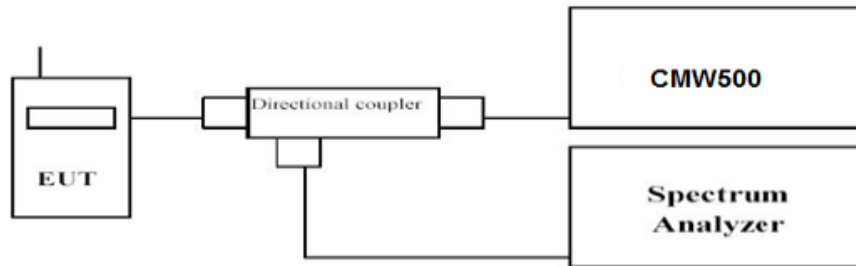 Directional coupler
CMW500
EUT
Spectrum
Analyzer